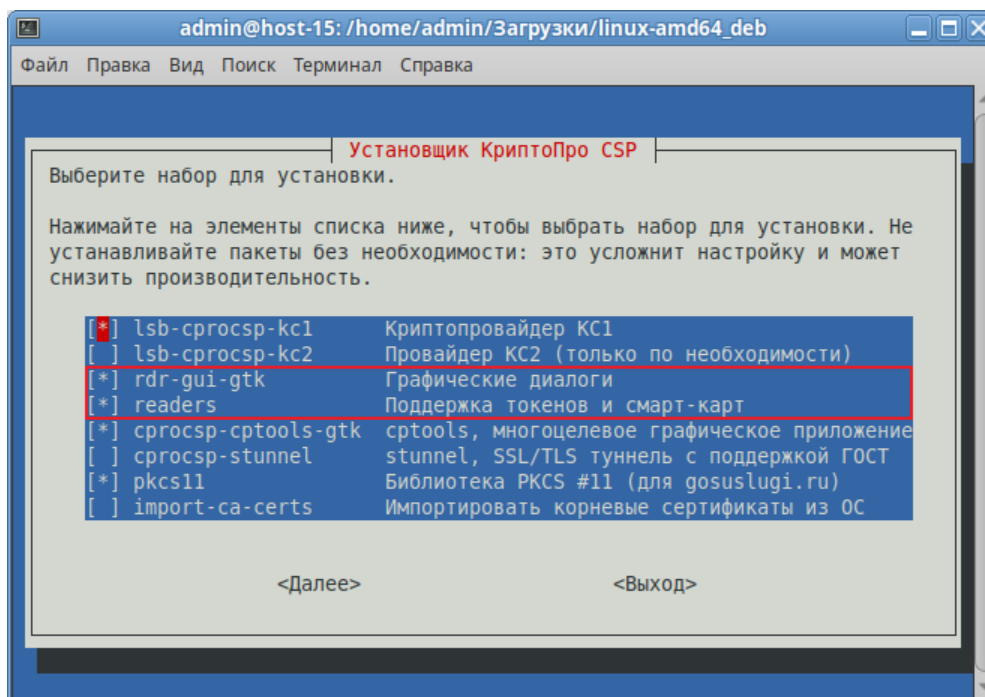 admin@host-15: /home/admin/Загрузки/linux-amd64_deb
Файл Правка Вид Поиск Терминал Справка
Установщик КриптоПро CSP
Выберите набор для установки.
Нажимайте на элементы списка ниже, чтобы выбрать набор для установки. Не
устанавливайте пакеты без необходимости: это усложнит настройку и может
снизить производительность.
[*] lsb-cprocsp-kc1 Криптопровайдер КС1
[ ] lsb-cprocsp-kc2 Провайдер КС2 (только по необходимости)
[*] rdr-gui-gtk Графические диалоги
[*] readers Поддержка токенов и смарт-карт
[*] cprocsp-cptools-gtk cptools, многоцелевое графическое приложение
[ ] cprocsp-stunnel stunnel, SSL/TLS туннель с поддержкой ГОСТ
[*] pkcs11 Библиотека PKCS #11 (для gosuslugi.ru)
[ ] import-ca-certs Импортировать корневые сертификаты из ОС
<Далее> <Выход>